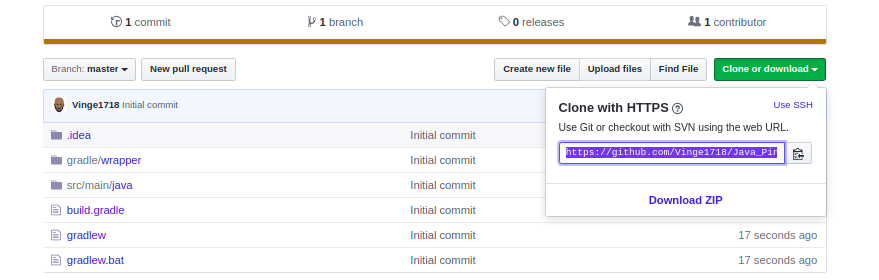 1 commit 1 branch 0 releases 1 contributor
Branch: master New pull request Create new file Upload files Find File Clone or download
Vinge1718 Initial commit
Clone with HTTPS ? Use SSH
Use Git or checkout with SVN using the web URL.
https://github.com/Vinge1718/Java_Pir
Download ZIP
.idea Initial commit
gradle/wrapper Initial commit
src/main/java Initial commit
build.gradle Initial commit
gradlew Initial commit 17 seconds ago
gradlew.bat Initial commit 17 seconds ago